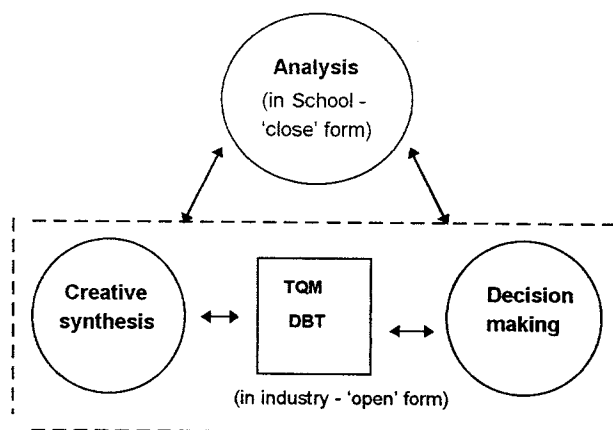 Analysis
(in School -
‘close’ form)
Creative
synthesis
TQM
DBT
Decision
making
(in industry - ‘open’ form)